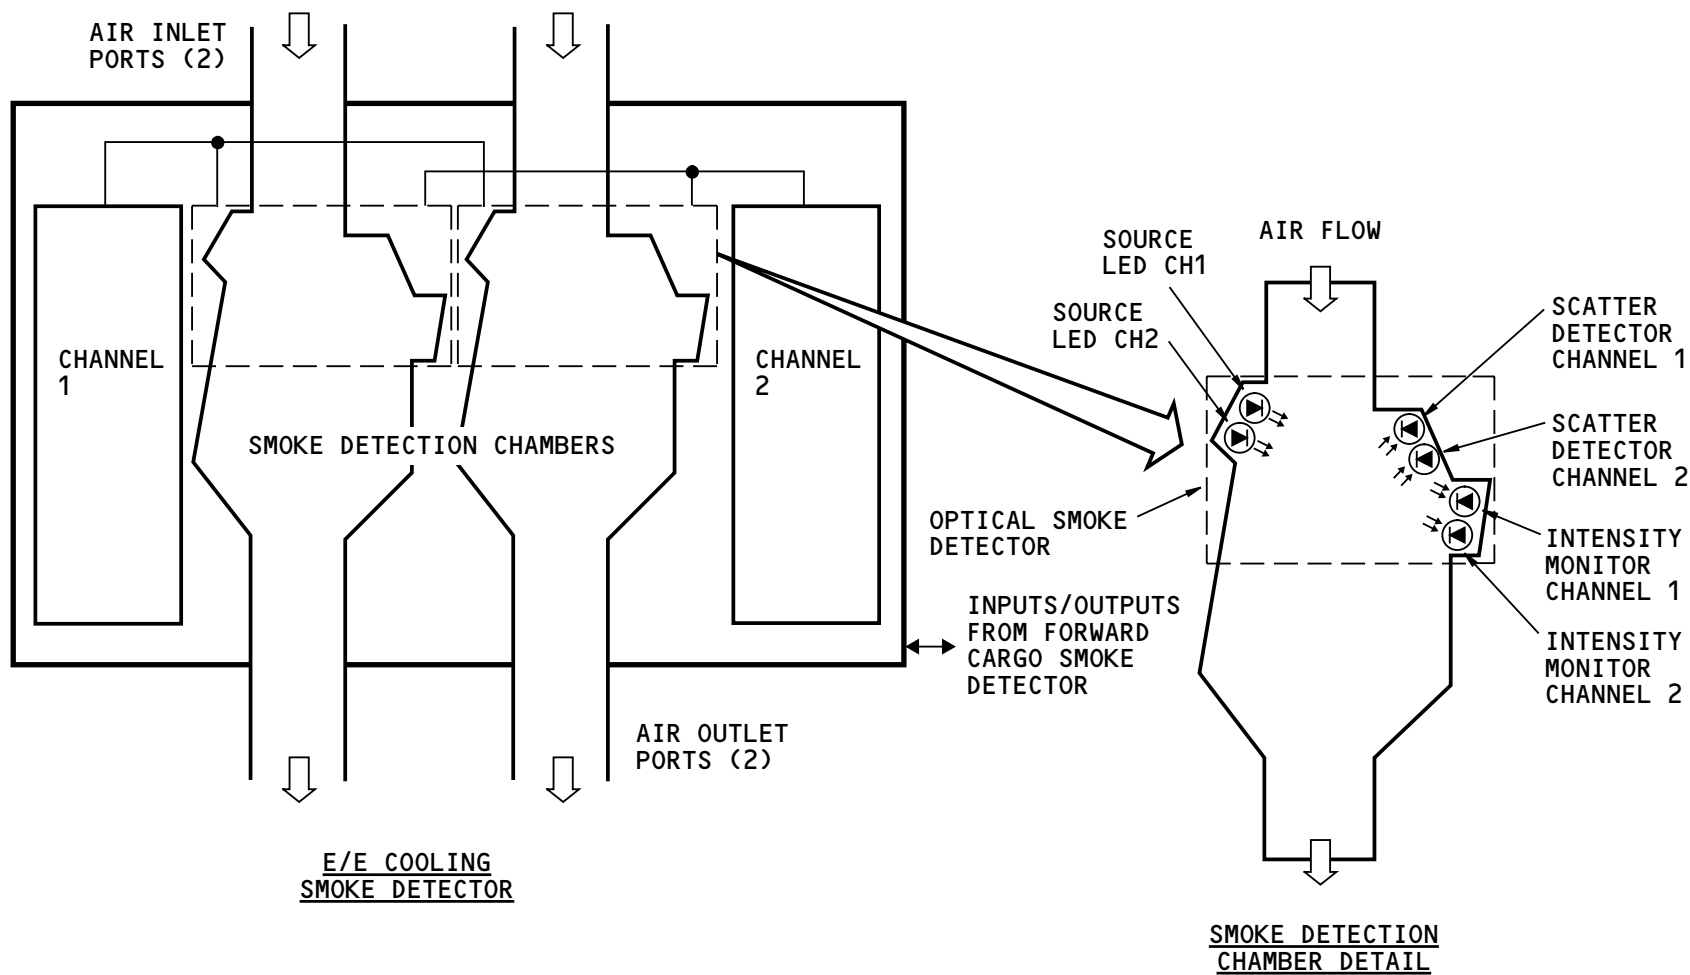 AIR INLET
PORTS (2)
CHANNEL
1
SMOKE DETECTION CHAMBERS
CHANNEL
2
INPUTS/OUTPUTS
FROM FORWARD
CARGO SMOKE
DETECTOR
AIR OUTLET
PORTS (2)
E/E COOLING
SMOKE DETECTOR
AIR FLOW
SOURCE
LED CH1
SOURCE
LED CH2
OPTICAL SMOKE
DETECTOR
SCATTER
DETECTOR
CHANNEL 1
SCATTER
DETECTOR
CHANNEL 2
INTENSITY
MONITOR
CHANNEL 1
INTENSITY
MONITOR
CHANNEL 2
SMOKE DETECTION
CHAMBER DETAIL